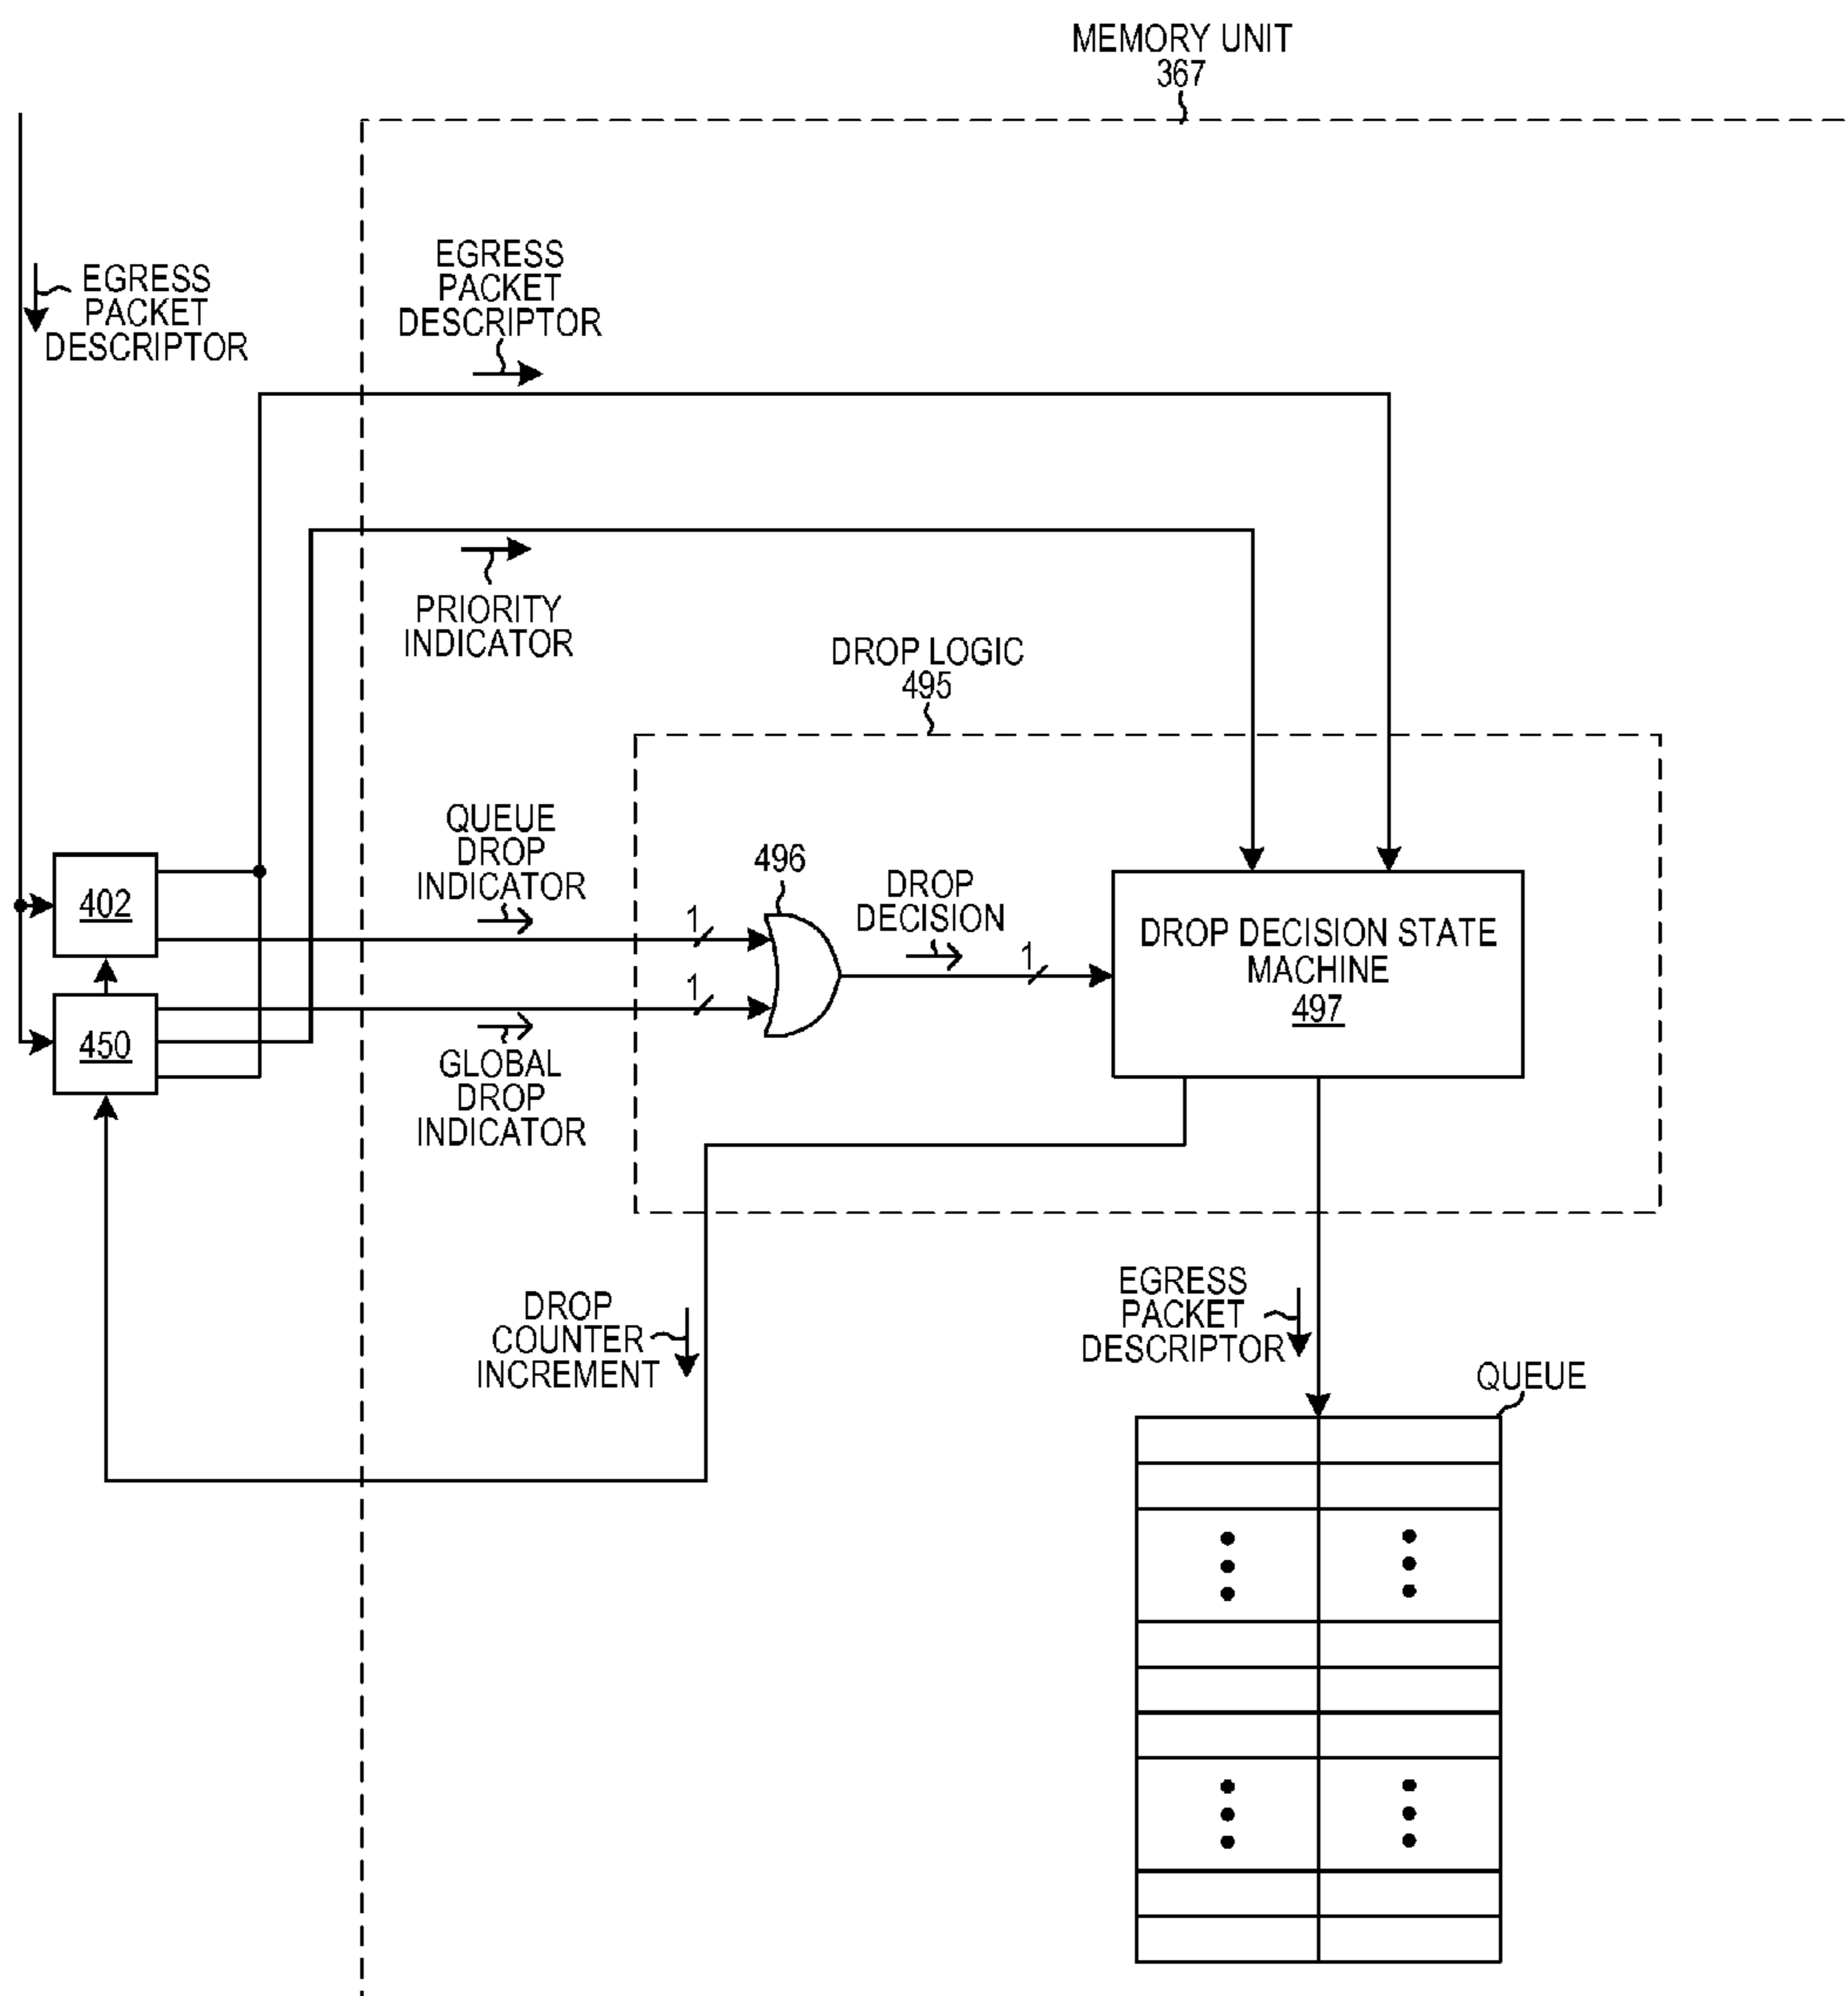 MEMORY UNIT
367
EGRESS
PACKET
DESCRIPTOR
EGRESS
PACKET
DESCRIPTOR
PRIORITY
INDICATOR
DROP LOGIC
495
QUEUE
DROP
INDICATOR
496
DROP
DECISION
402
1
1
DROP DECISION STATE
MACHINE
497
1
450
GLOBAL
DROP
INDICATOR
DROP
COUNTER
INCREMENT
EGRESS
PACKET
DESCRIPTOR
QUEUE